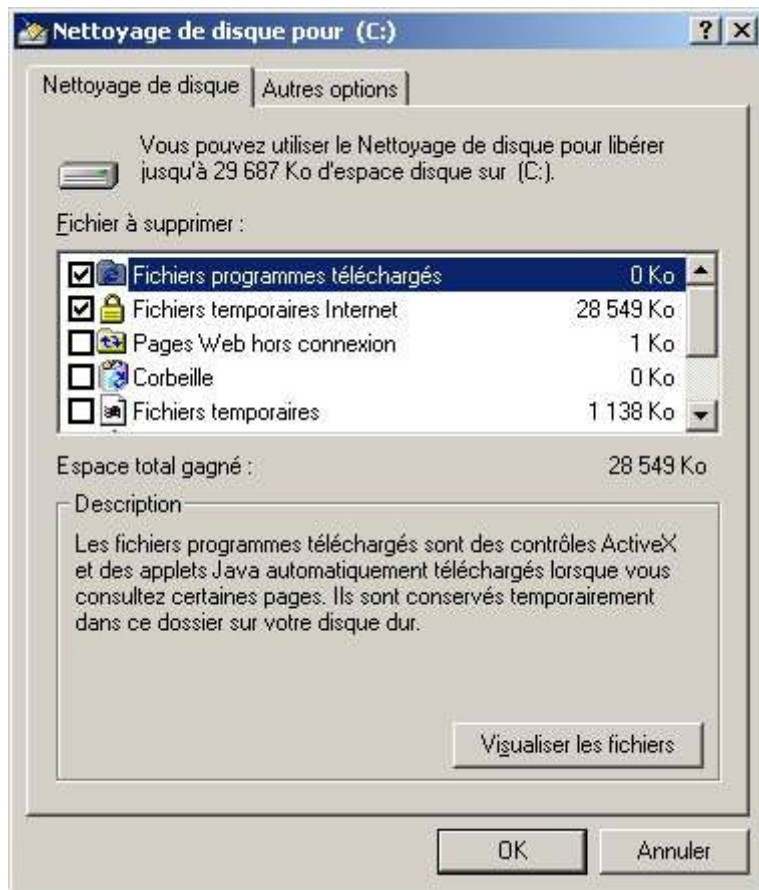 Nettoyage de disque pour (C:)
Nettoyage de disque Autres options
Vous pouvez utiliser le Nettoyage de disque pour libérer
jusqu'à 29 687 Ko d'espace disque sur (C:).
Fichier à supprimer :
Fichiers programmes téléchargés 0 Ko
Fichiers temporaires Internet 28 549 Ko
Pages Web hors connexion 1 Ko
Corbeille 0 Ko
Fichiers temporaires 1 138 Ko
Espace total gagné : 28 549 Ko
Description
Les fichiers programmes téléchargés sont des contrôles ActiveX
et des applets Java automatiquement téléchargés lorsque vous
consultez certaines pages. Ils sont conservés temporairement
dans ce dossier sur votre disque dur.
Visualiser les fichiers
OK Annuler